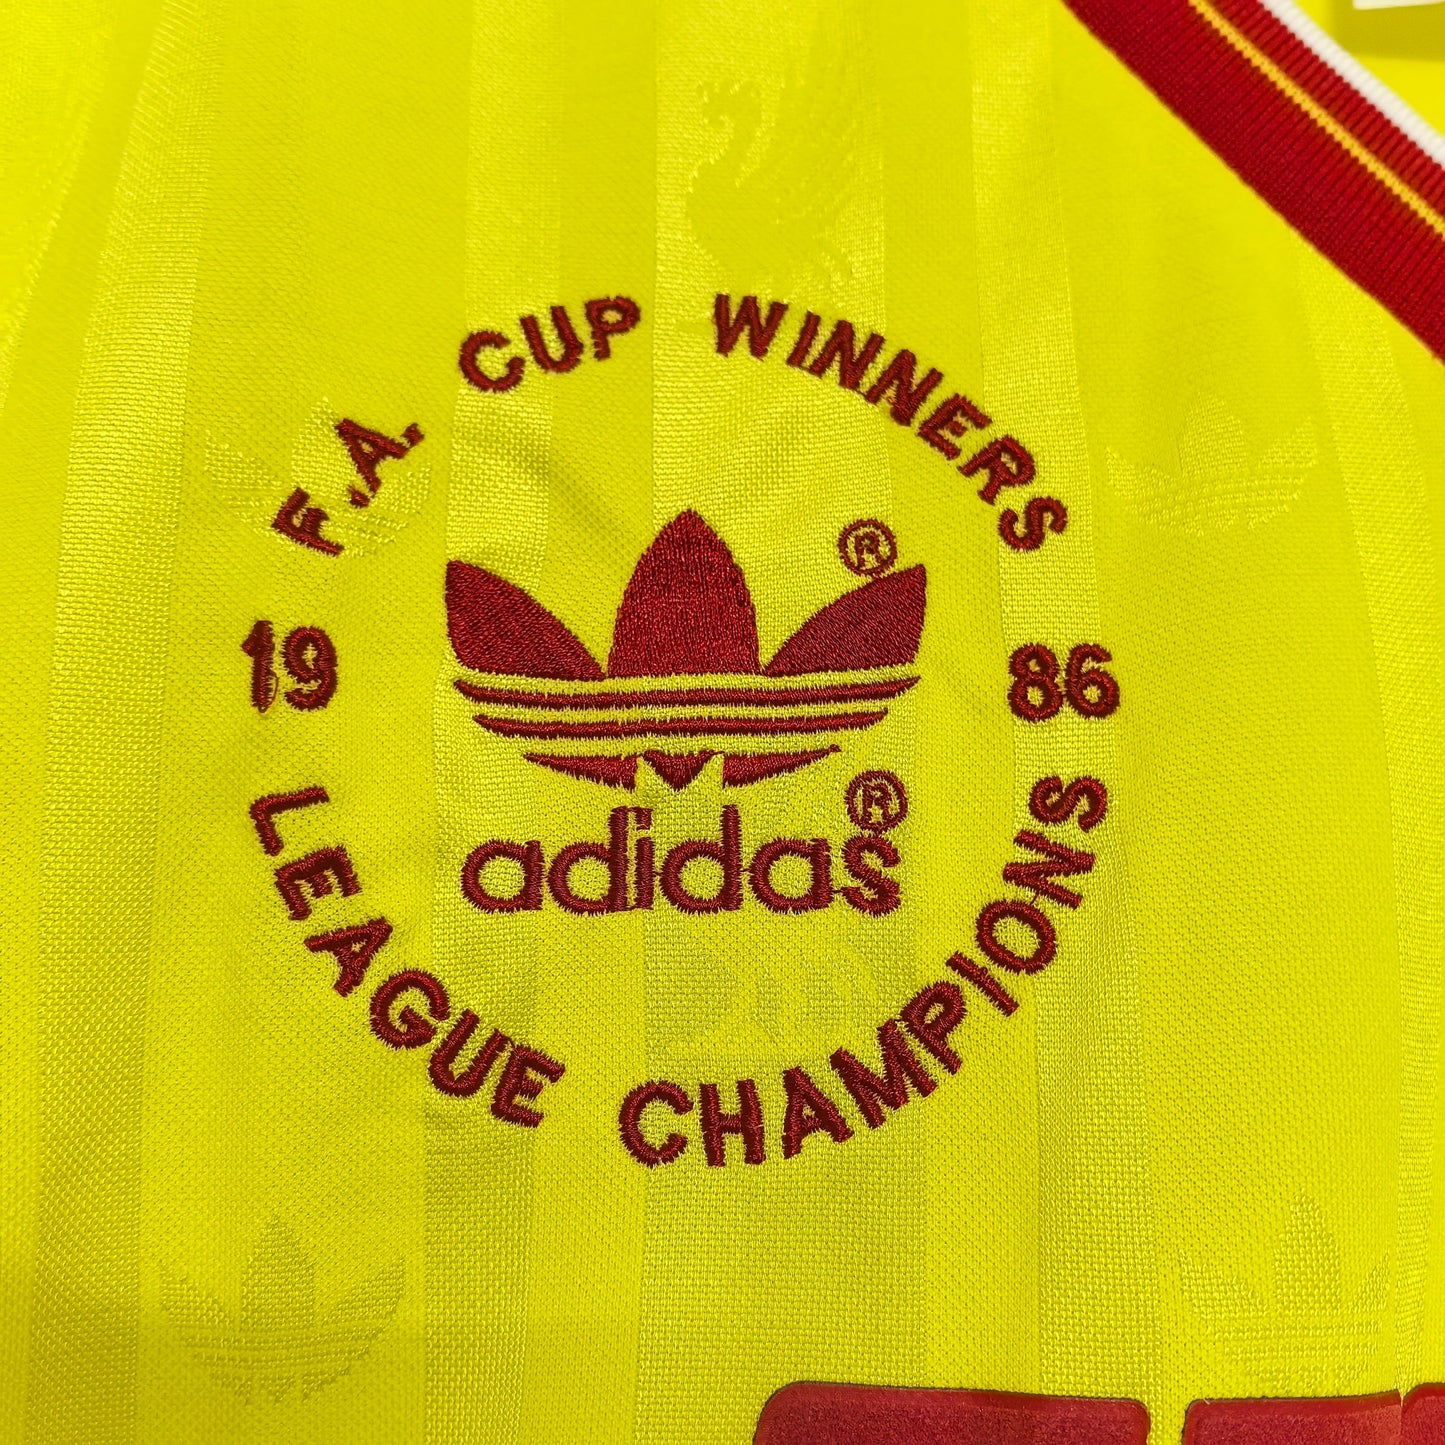 F.A. CUP WINNERS
®
19 86
adidas®
LEAGUE CHAMPIONS